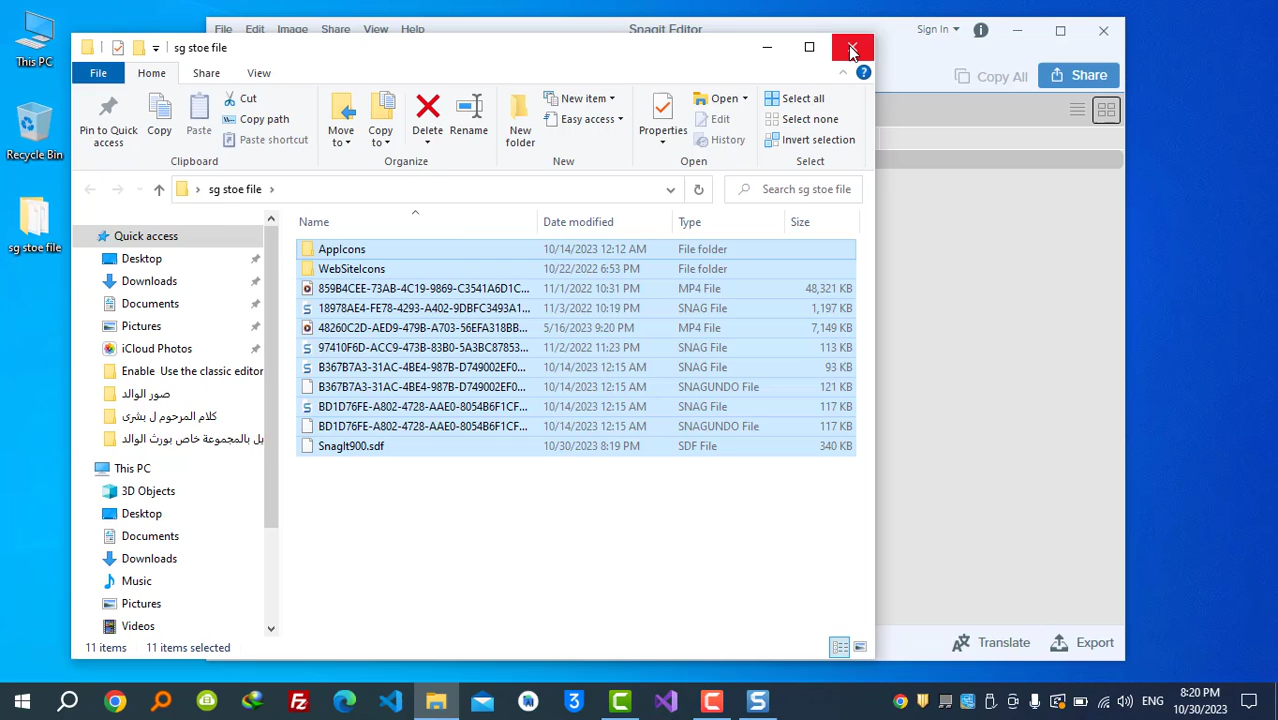 This PC
Recycle Bin
sg stoe file
File Edit Image Share View Help
Snagit Editor
Sign In
Copy All
Share
sg stoe file
File Home Share View
Pin to Quick access
Copy
Paste
Cut
Copy path
Paste shortcut
Clipboard
Move to
Copy to
Delete
Rename
Organize
New folder
New item
Easy access
New
Properties
Open
Edit
History
Open
Select all
Select none
Invert selection
Select
sg stoe file
Search sg stoe file
Name Date modified Type Size
AppIcons 10/14/2023 12:12 AM File folder
WebSiteIcons 10/22/2022 6:53 PM File folder
859B4CEE-73AB-4C19-9869-C3541A6D1C... 11/1/2022 10:31 PM MP4 File 48,321 KB
18978AE4-FE78-4293-A402-9DBFC3493A1... 11/3/2022 10:19 PM SNAG File 1,197 KB
48260C2D-AED9-479B-A703-56EFA318BB... 5/16/2023 9:20 PM MP4 File 7,149 KB
97410F6D-ACC9-473B-83B0-5A3BC87853... 11/2/2022 11:23 PM SNAG File 113 KB
B367B7A3-31AC-4BE4-987B-D749002EF0... 10/14/2023 12:15 AM SNAG File 93 KB
B367B7A3-31AC-4BE4-987B-D749002EF0... 10/14/2023 12:15 AM SNAGUNDO File 121 KB
BD1D76FE-A802-4728-AAE0-8054B6F1CF... 10/14/2023 12:15 AM SNAG File 117 KB
BD1D76FE-A802-4728-AAE0-8054B6F1CF... 10/14/2023 12:15 AM SNAGUNDO File 117 KB
SnagIt900.sdf 10/30/2023 8:19 PM SDF File 340 KB
Quick access
Desktop
Downloads
Documents
Pictures
iCloud Photos
Enable Use the classic editor
صور الوالد
كلام المرحوم ل بشرى
يل بالمجموعة خاص بورث الوالد
This PC
3D Objects
Desktop
Documents
Downloads
Music
Pictures
Videos
11 items 11 items selected
Translate
Export
ENG
8:20 PM
10/30/2023